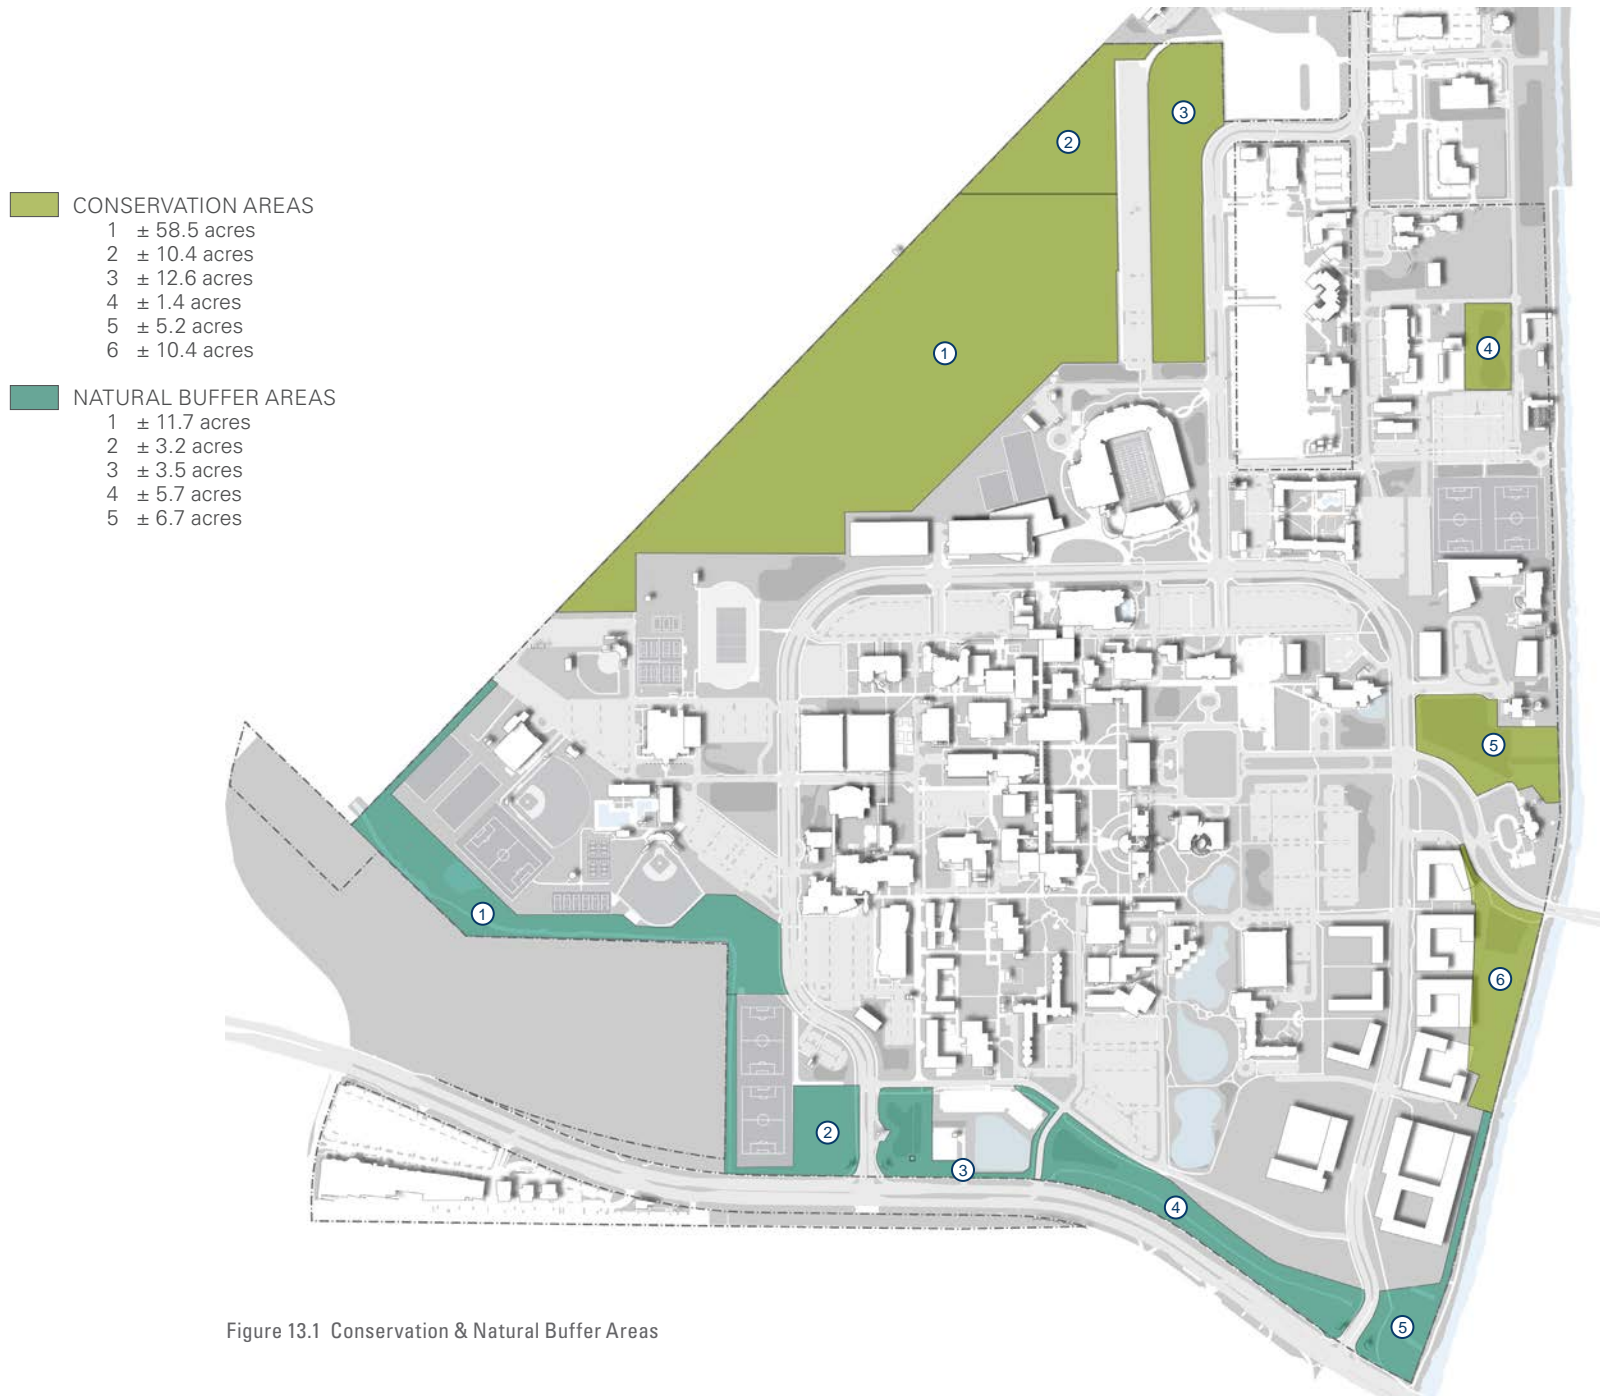 CONSERVATION AREAS
1 ± 58.5 acres
2 ± 10.4 acres
3 ± 12.6 acres
4 ± 1.4 acres
5 ± 5.2 acres
6 ± 10.4 acres
NATURAL BUFFER AREAS
1 ± 11.7 acres
2 ± 3.2 acres
3 ± 3.5 acres
4 ± 5.7 acres
5 ± 6.7 acres
3
2
4
1
5
1
6
2
3
4
5
Figure 13.1 Conservation & Natural Buffer Areas